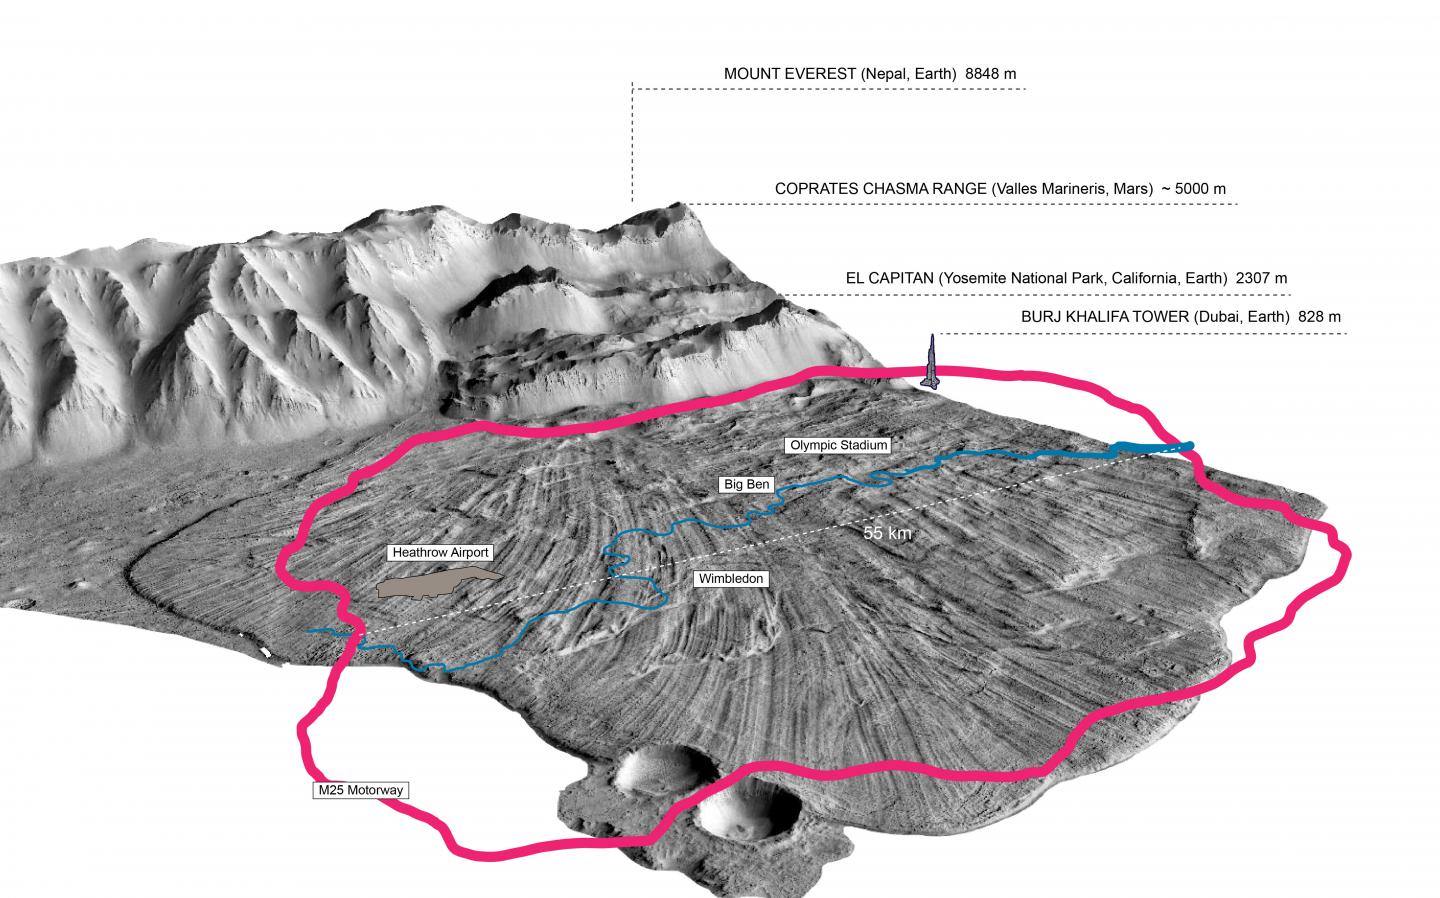 MOUNT EVEREST (Nepal, Earth) 8848 m
COPRATES CHASMA RANGE (Valles Marineris, Mars) ~ 5000 m
EL CAPITAN (Yosemite National Park, California, Earth) 2307 m
BURJ KHALIFA TOWER (Dubai, Earth) 828 m
Olympic Stadium
Big Ben
55 km
Heathrow Airport
Wimbledon
M25 Motorway